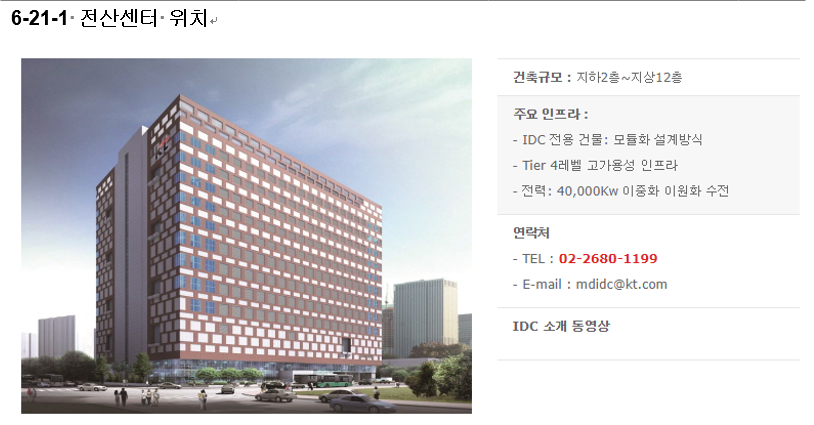 6-21-1 전산센터 위치
kt
건축규모 : 지하2층~지상12층
주요 인프라 :
- IDC 전용 건물: 모듈화 설계방식
- Tier 4레벨 고가용성 인프라
- 전력: 40,000Kw 이중화 이원화 수전
연락처
- TEL : 02-2680-1199
- E-mail : mdidc@kt.com
IDC 소개 동영상